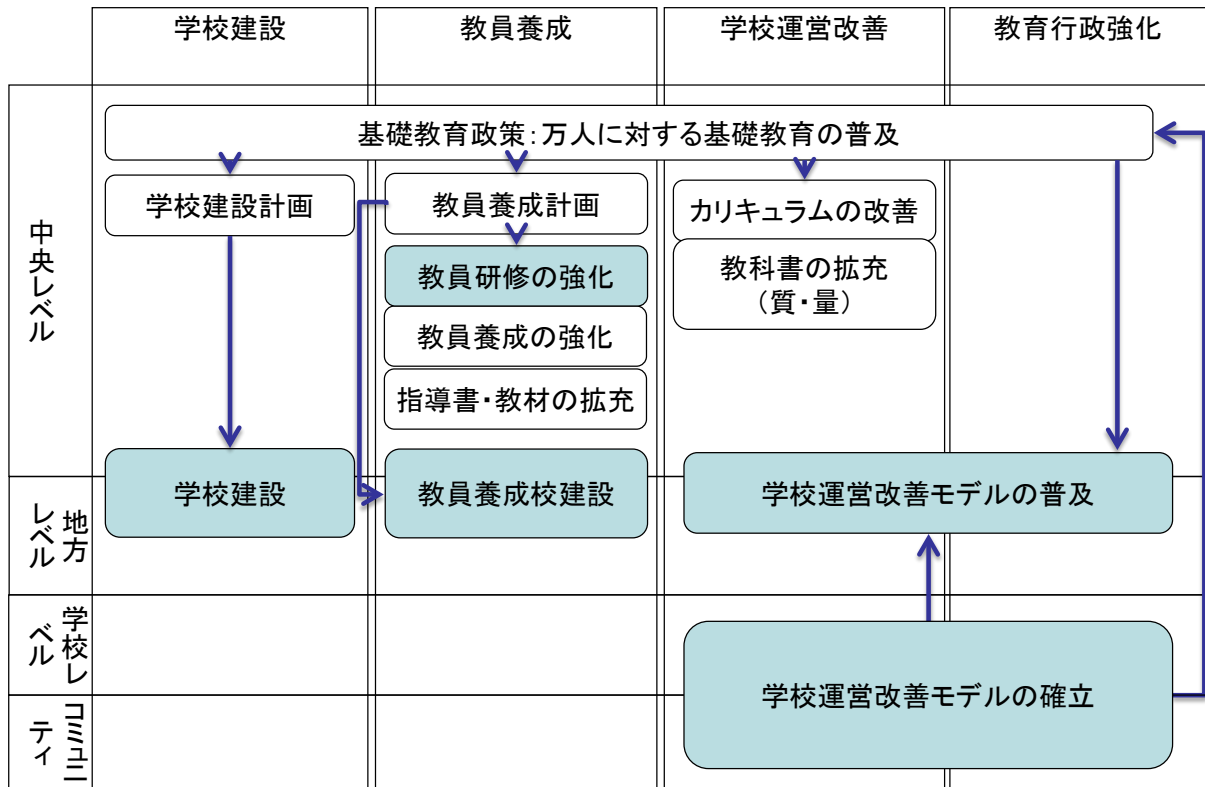 学校建設
教員養成
学校運営改善
教育行政強化
中央レベル
基礎教育政策:万人に対する基礎教育の普及
学校建設計画
教員養成計画
カリキュラムの改善
教員研修の強化
教科書の拡充
(質・量)
教員養成の強化
指導書・教材の拡充
学校建設
教員養成校建設
学校運営改善モデルの普及
地方
レベル
学校レ
ベル
学校運営改善モデルの確立
コミュニ
ティ